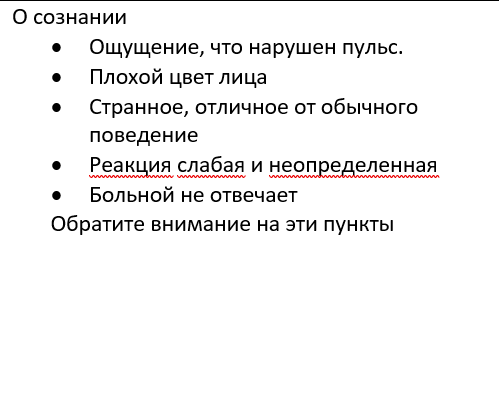 О сознании
• Ощущение, что нарушен пульс.
• Плохой цвет лица
• Странное, отличное от обычного
поведение
• Реакция слабая и неопределенная
• Больной не отвечает
Обратите внимание на эти пункты